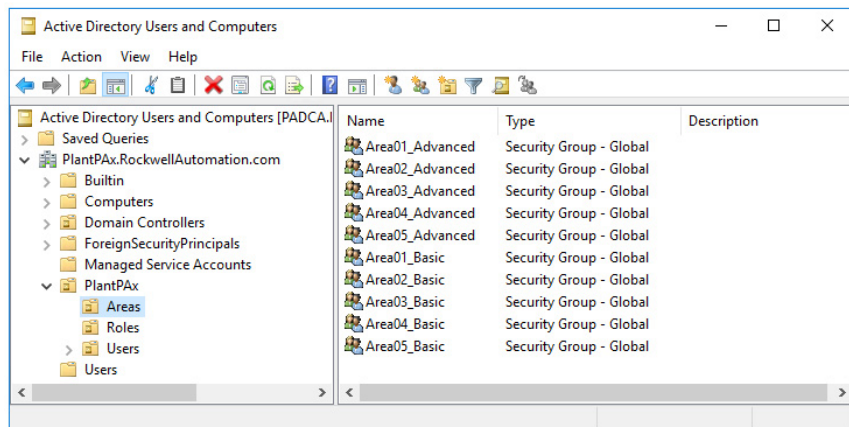 Active Directory Users and Computers
File Action View Help
Active Directory Users and Computers [PADCA.
Saved Queries
PlantPAx.RockwellAutomation.com
Builtin
Computers
Domain Controllers
ForeignSecurityPrincipals
Managed Service Accounts
PlantPAx
Areas
Roles
Users
Users
Name Type Description
Area01_Advanced Security Group - Global
Area02_Advanced Security Group - Global
Area03_Advanced Security Group - Global
Area04_Advanced Security Group - Global
Area05_Advanced Security Group - Global
Area01_Basic Security Group - Global
Area02_Basic Security Group - Global
Area03_Basic Security Group - Global
Area04_Basic Security Group - Global
Area05_Basic Security Group - Global